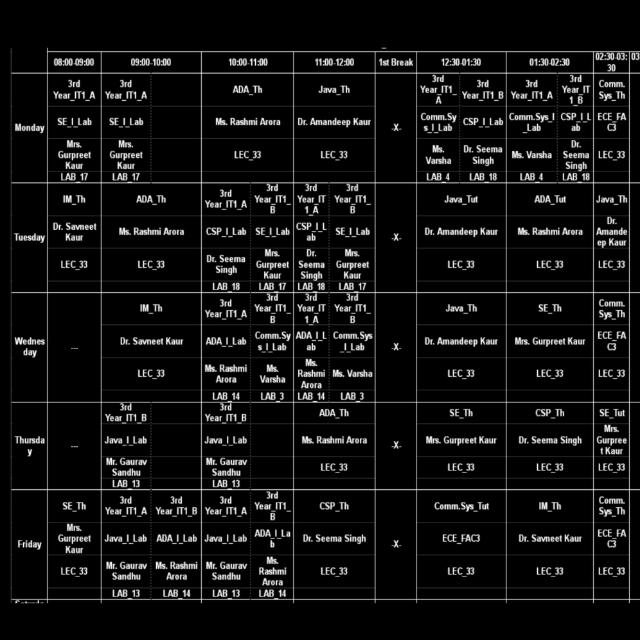 08:00-09:00 09:00-10:00 10:00-11:00 11:00-12:00 1st Break 12:30-01:30 01:30-02:30 02:30-03:30 03
Monday
3rd Year_IT1_A SE_I_Lab Mrs. Gurpreet Kaur LAB_17
3rd Year_IT1_A SE_I_Lab Mrs. Gurpreet Kaur LAB_17
ADA_Th Ms. Rashmi Arora LEC_33
Java_Th Dr. Amandeep Kaur LEC_33
-X-
3rd Year_IT1_A Comm.Sys_I_Lab Ms. Varsha LAB_4
3rd Year_IT1_B CSP_I_Lab Dr. Seema Singh LAB_18
3rd Year_IT1_A Comm.Sys_I_Lab Ms. Varsha LAB_4
3rd Year_IT1_B CSP_I_Lab Dr. Seema Singh LAB_18
Comm.Sys_Th ECE_FAC3 LEC_33
Tuesday
IM_Th Dr. Savneet Kaur LEC_33
ADA_Th Ms. Rashmi Arora LEC_33
3rd Year_IT1_A CSP_I_Lab Dr. Seema Singh LAB_18
3rd Year_IT1_B SE_I_Lab Mrs. Gurpreet Kaur LAB_17
3rd Year_IT1_A CSP_I_Lab Dr. Seema Singh LAB_18
3rd Year_IT1_B SE_I_Lab Mrs. Gurpreet Kaur LAB_17
-X-
Java_Tut Dr. Amandeep Kaur LEC_33
ADA_Tut Ms. Rashmi Arora LEC_33
Java_Th Dr. Amandeep Kaur LEC_33
Wednesday
---
IM_Th Dr. Savneet Kaur LEC_33
3rd Year_IT1_A ADA_I_Lab Ms. Rashmi Arora LAB_14
3rd Year_IT1_B Comm.Sys_I_Lab Ms. Varsha LAB_3
3rd Year_IT1_A ADA_I_Lab Ms. Rashmi Arora LAB_14
3rd Year_IT1_B Comm.Sys_I_Lab Ms. Varsha LAB_3
-X-
Java_Th Dr. Amandeep Kaur LEC_33
SE_Th Mrs. Gurpreet Kaur LEC_33
Comm.Sys_Th ECE_FAC3 LEC_33
Thursday
---
3rd Year_IT1_B Java_I_Lab Mr. Gaurav Sandhu LAB_13
3rd Year_IT1_B Java_I_Lab Mr. Gaurav Sandhu LAB_13
ADA_Th Ms. Rashmi Arora LEC_33
-X-
SE_Th Mrs. Gurpreet Kaur LEC_33
CSP_Th Dr. Seema Singh LEC_33
SE_Tut Mrs. Gurpreet Kaur LEC_33
Friday
SE_Th Mrs. Gurpreet Kaur LEC_33
3rd Year_IT1_A Java_I_Lab Mr. Gaurav Sandhu LAB_13
3rd Year_IT1_B ADA_I_Lab Ms. Rashmi Arora LAB_14
3rd Year_IT1_A Java_I_Lab Mr. Gaurav Sandhu LAB_13
3rd Year_IT1_B ADA_I_Lab Ms. Rashmi Arora LAB_14
CSP_Th Dr. Seema Singh LEC_33
-X-
Comm.Sys_Tut ECE_FAC3 LEC_33
IM_Th Dr. Savneet Kaur LEC_33
Comm.Sys_Th ECE_FAC3 LEC_33